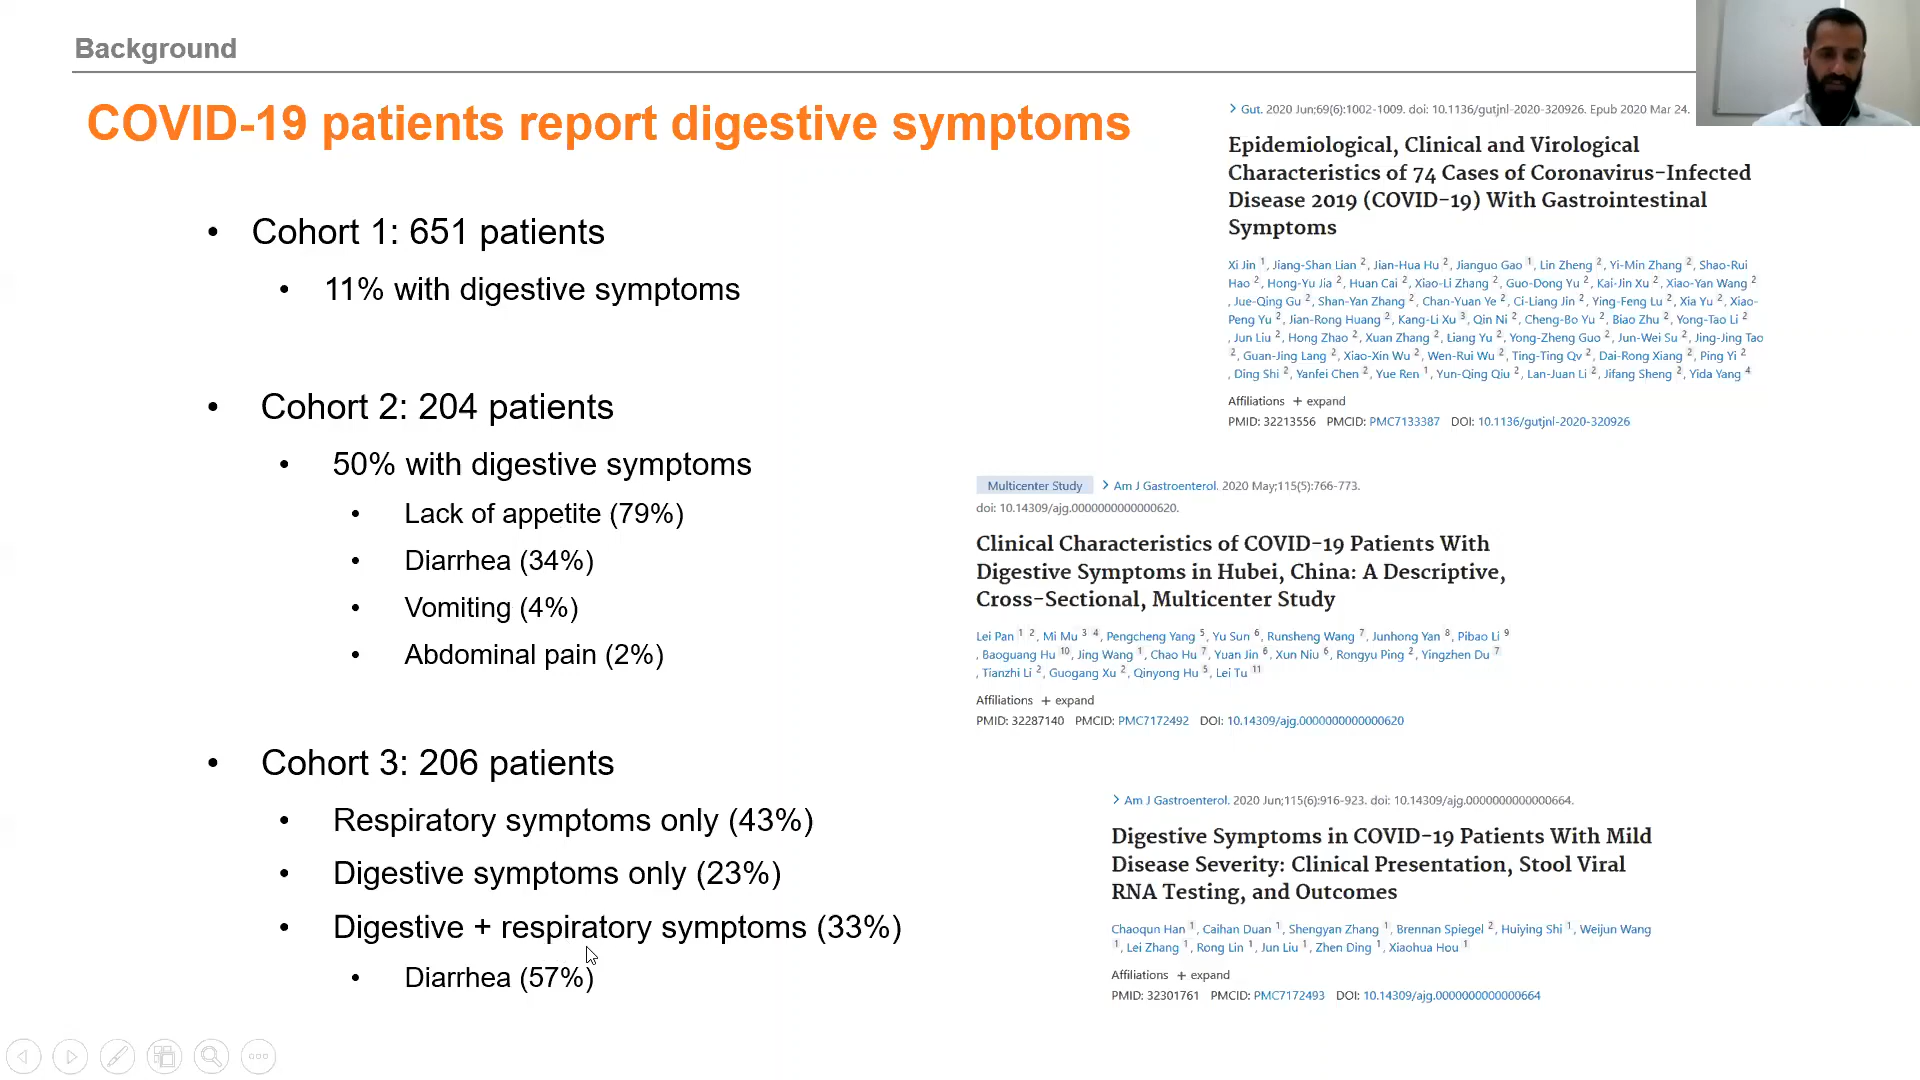 Background
COVID-19 patients report digestive symptoms
• Cohort 1: 651 patients
• 11% with digestive symptoms
• Cohort 2: 204 patients
• 50% with digestive symptoms
• Lack of appetite (79%)
• Diarrhea (34%)
• Vomiting (4%)
• Abdominal pain (2%)
• Cohort 3: 206 patients
• Respiratory symptoms only (43%)
• Digestive symptoms only (23%)
• Digestive + respiratory symptoms (33%)
• Diarrhea (57%)
> Gut. 2020 Jun;69(6):1002-1009. doi: 10.1136/gutjnl-2020-320926. Epub 2020 Mar 24.
Epidemiological, Clinical and Virological
Characteristics of 74 Cases of Coronavirus-Infected
Disease 2019 (COVID-19) With Gastrointestinal
Symptoms
Xi Jin 1, Jiang-Shan Lian 2, Jian-Hua Hu 2, Jianguo Gao 1, Lin Zheng 2, Yi-Min Zhang 2, Shao-Rui
Hao 2, Hong-Yu Jia 2, Huan Cai 2, Xiao-Li Zhang 2, Guo-Dong Yu 2, Kai-Jin Xu 2, Xiao-Yan Wang 2
, Jue-Qing Gu 2, Shan-Yan Zhang 2, Chan-Yuan Ye 2, Ci-Liang Jin 2, Ying-Feng Lu 2, Xia Yu 2, Xiao-
Peng Yu 2, Jian-Rong Huang 2, Kang-Li Xu 3, Qin Ni 2, Cheng-Bo Yu 2, Biao Zhu 2, Yong-Tao Li 2
, Jun Liu 2, Hong Zhao 2, Xuan Zhang 2, Liang Yu 2, Yong-Zheng Guo 2, Jun-Wei Su 2, Jing-Jing Tao
2, Guan-Jing Lang 2, Xiao-Xin Wu 2, Wen-Rui Wu 2, Ting-Ting Qv 2, Dai-Rong Xiang 2, Ping Yi 2
, Ding Shi 2, Yanfei Chen 2, Yue Ren 1, Yun-Qing Qiu 2, Lan-Juan Li 2, Jifang Sheng 2, Yida Yang 4
Affiliations + expand
PMID: 32213556 PMCID: PMC7133387 DOI: 10.1136/gutjnl-2020-320926
Multicenter Study > Am J Gastroenterol. 2020 May;115(5):766-773.
doi: 10.14309/ajg.0000000000000620.
Clinical Characteristics of COVID-19 Patients With
Digestive Symptoms in Hubei, China: A Descriptive,
Cross-Sectional, Multicenter Study
Lei Pan 1 2, Mi Mu 3 4, Pengcheng Yang 5, Yu Sun 6, Runsheng Wang 7, Junhong Yan 8, Pibao Li 9
, Baoguang Hu 10, Jing Wang 1, Chao Hu 7, Yuan Jin 6, Xun Niu 6, Rongyu Ping 2, Yingzhen Du 7
, Tianzhi Li 2, Guogang Xu 2, Qinyong Hu 5, Lei Tu 11
Affiliations + expand
PMID: 32287140 PMCID: PMC7172492 DOI: 10.14309/ajg.0000000000000620
> Am J Gastroenterol. 2020 Jun;115(6):916-923. doi: 10.14309/ajg.0000000000000664.
Digestive Symptoms in COVID-19 Patients With Mild
Disease Severity: Clinical Presentation, Stool Viral
RNA Testing, and Outcomes
Chaoqun Han 1, Caihan Duan 1, Shengyan Zhang 1, Brennan Spiegel 2, Huiying Shi 1, Weijun Wang
1, Lei Zhang 1, Rong Lin 1, Jun Liu 1, Zhen Ding 1, Xiaohua Hou 1
Affiliations + expand
PMID: 32301761 PMCID: PMC7172493 DOI: 10.14309/ajg.0000000000000664